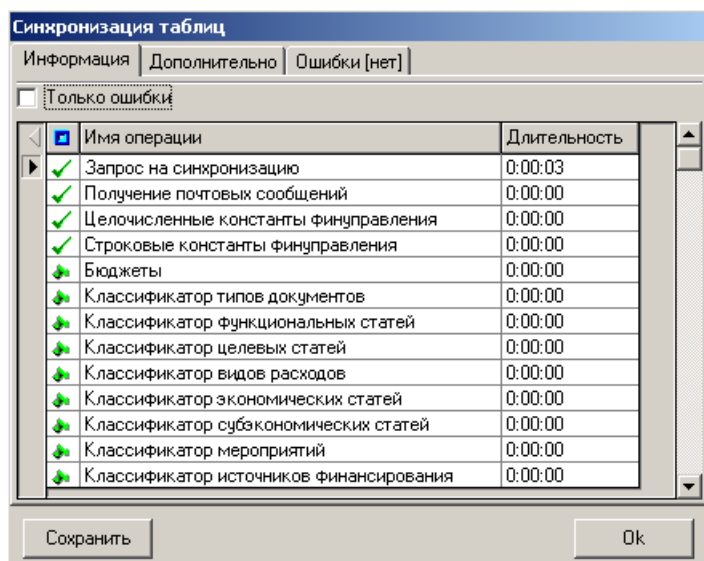 Синхронизация таблиц
Информация Дополнительно Ошибки [нет]
Только ошибки
Имя операции Длительность
Запрос на синхронизацию 0:00:03
Получение почтовых сообщений 0:00:00
Целочисленные константы финуправления 0:00:00
Строковые константы финуправления 0:00:00
Бюджеты 0:00:00
Классификатор типов документов 0:00:00
Классификатор функциональных статей 0:00:00
Классификатор целевых статей 0:00:00
Классификатор видов расходов 0:00:00
Классификатор экономических статей 0:00:00
Классификатор субэкономических статей 0:00:00
Классификатор мероприятий 0:00:00
Классификатор источников финансирования 0:00:00
Сохранить Ok